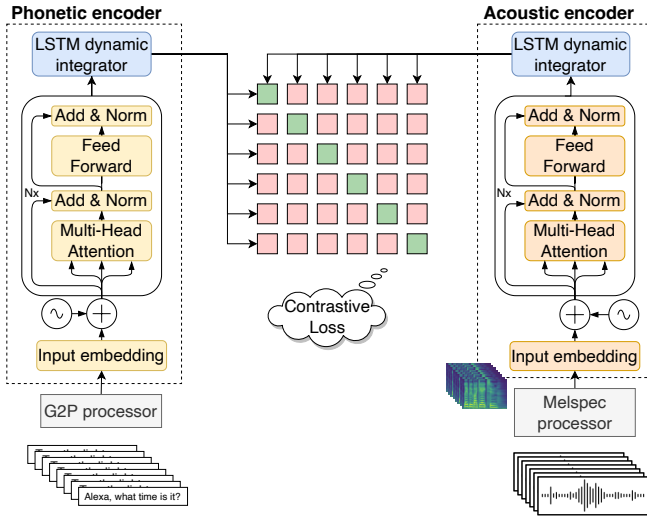 Phonetic encoder
LSTM dynamic
integrator
Add & Norm
Feed
Forward
Nx
Add & Norm
Multi-Head
Attention
Input embedding
G2P processor
Alexa, what time is it?
Contrastive
Loss
Acoustic encoder
LSTM dynamic
integrator
Add & Norm
Feed
Forward
Nx
Add & Norm
Multi-Head
Attention
Input embedding
Melspec
processor